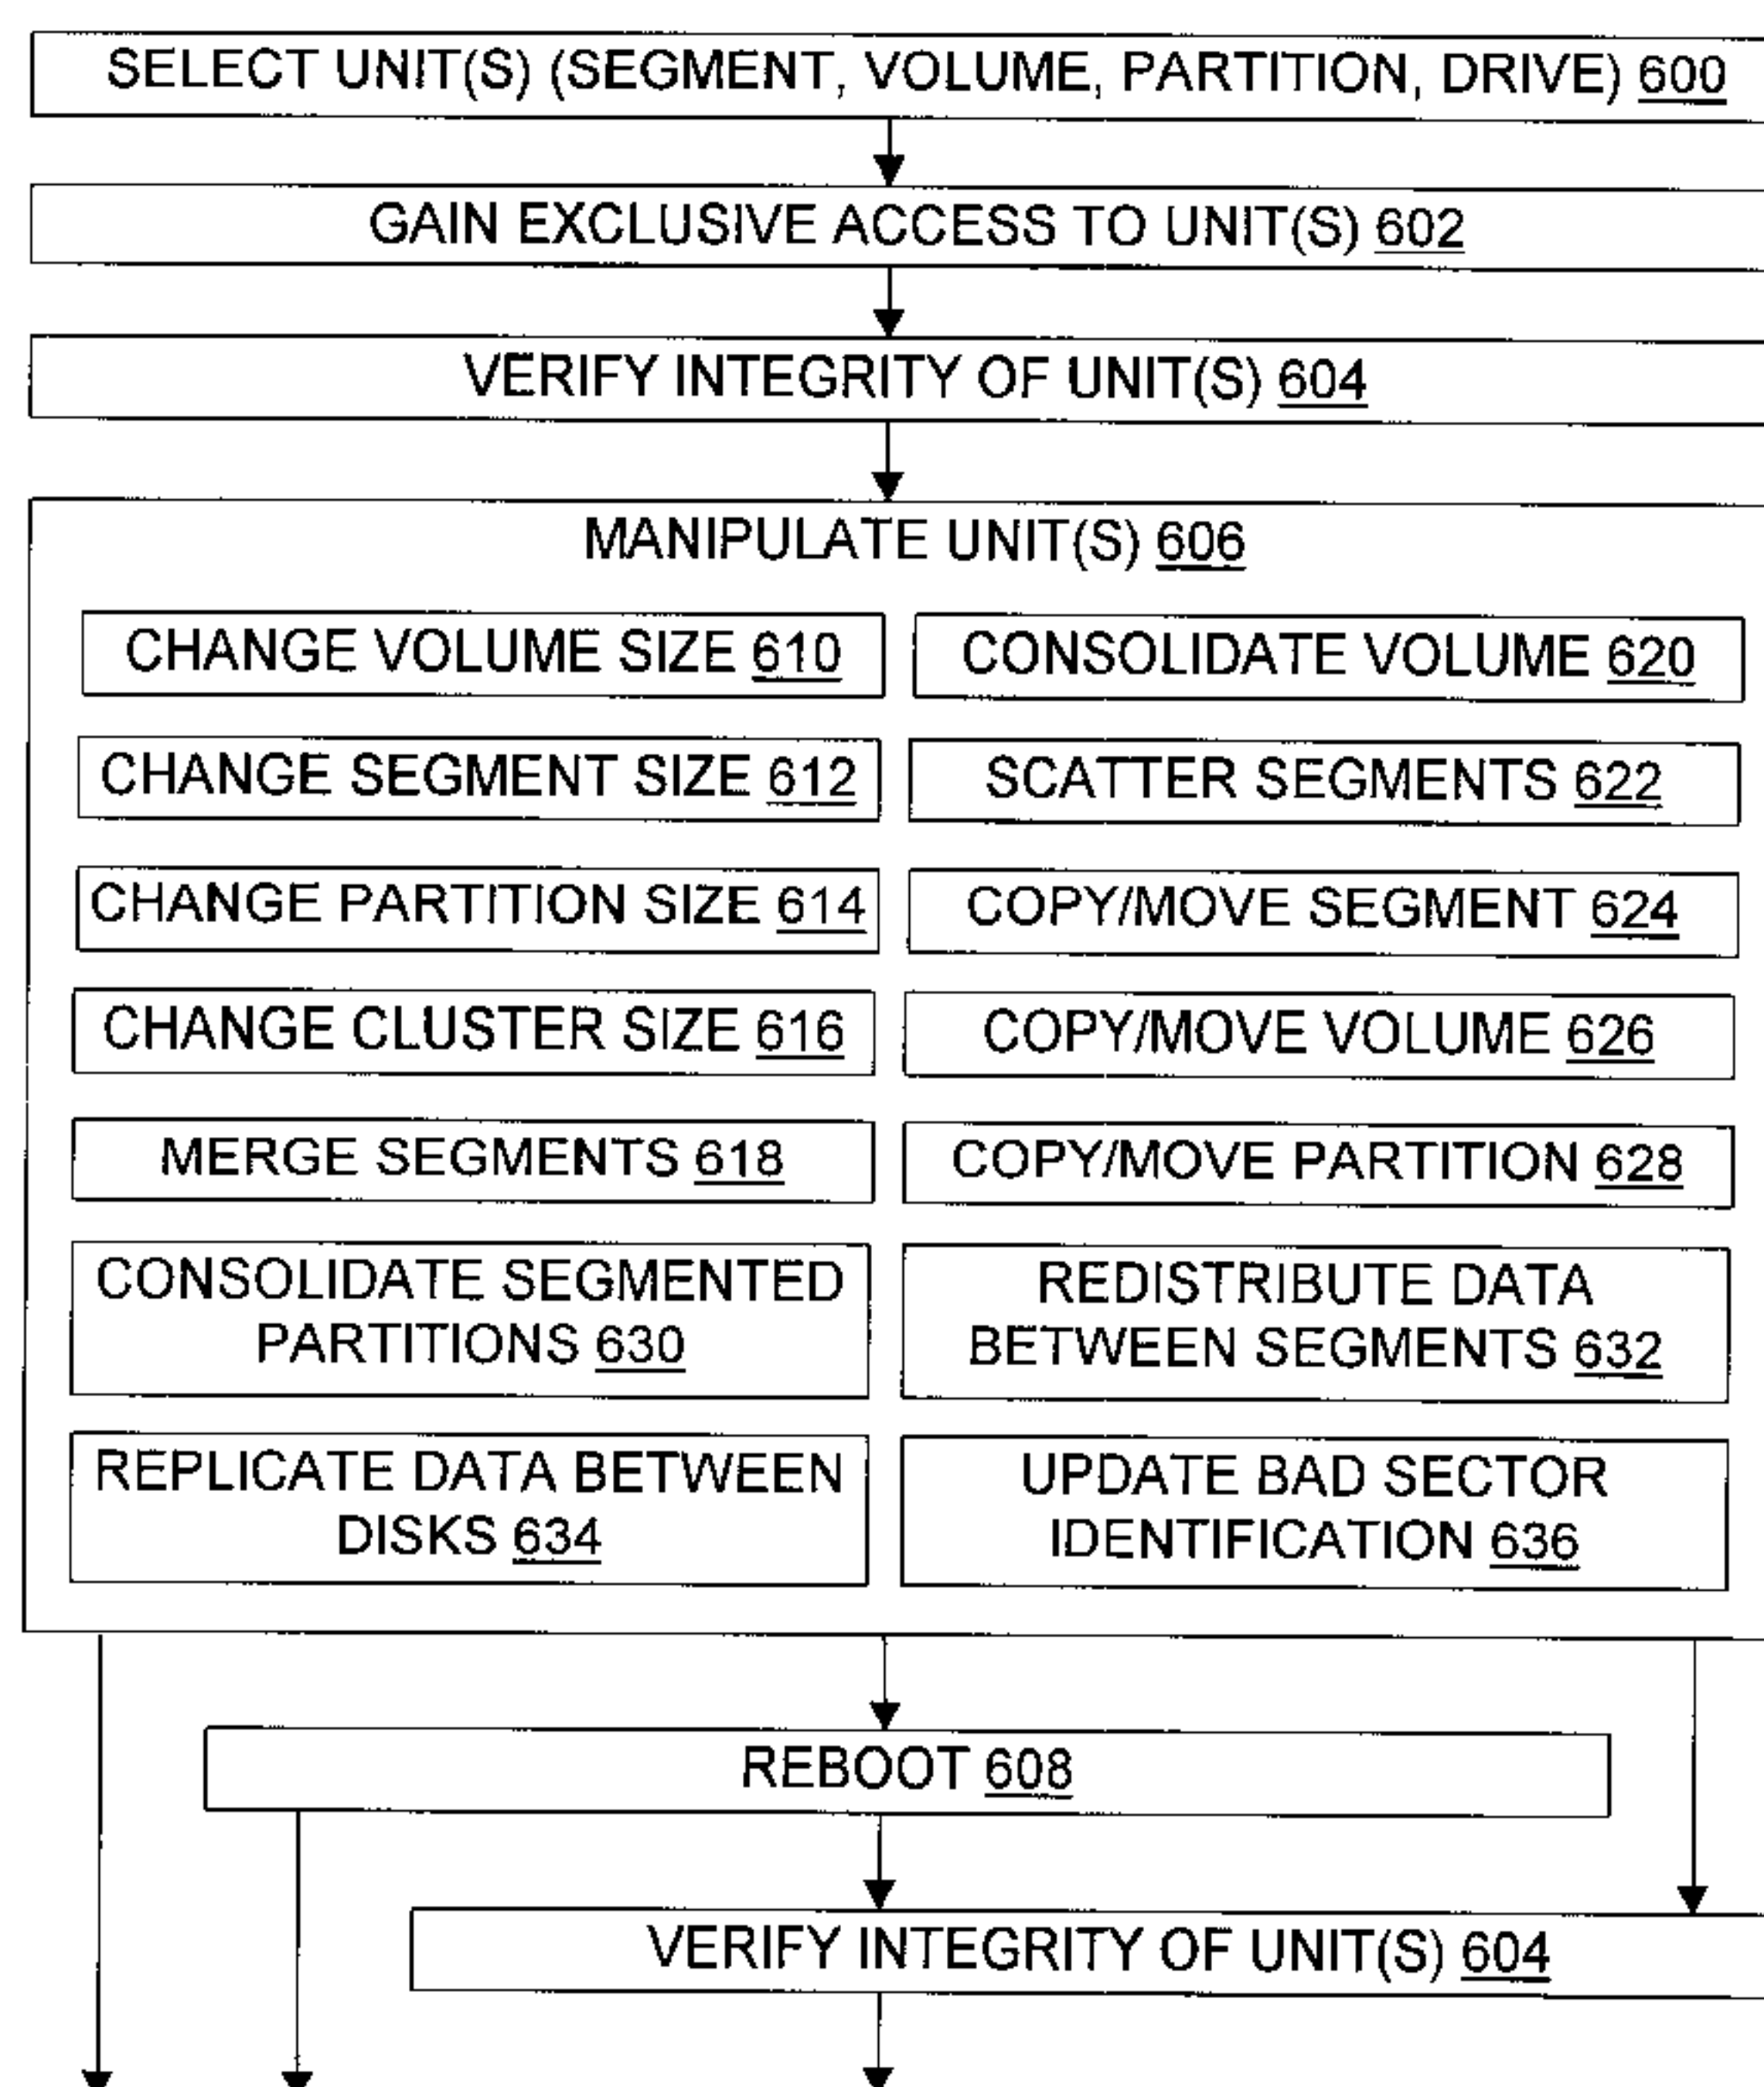 SELECT UNIT(S) (SEGMENT, VOLUME, PARTITION, DRIVE) 600
GAIN EXCLUSIVE ACCESS TO UNIT(S) 602
VERIFY INTEGRITY OF UNIT(S) 604
MANIPULATE UNIT(S) 606
CHANGE VOLUME SIZE 610
CONSOLIDATE VOLUME 620
CHANGE SEGMENT SIZE 612
SCATTER SEGMENTS 622
CHANGE PARTITION SIZE 614
COPY/MOVE SEGMENT 624
CHANGE CLUSTER SIZE 616
COPY/MOVE VOLUME 626
MERGE SEGMENTS 618
COPY/MOVE PARTITION 628
CONSOLIDATE SEGMENTED
PARTITIONS 630
REDISTRIBUTE DATA
BETWEEN SEGMENTS 632
REPLICATE DATA BETWEEN
DISKS 634
UPDATE BAD SECTOR
IDENTIFICATION 636
REBOOT 608
VERIFY INTEGRITY OF UNIT(S) 604